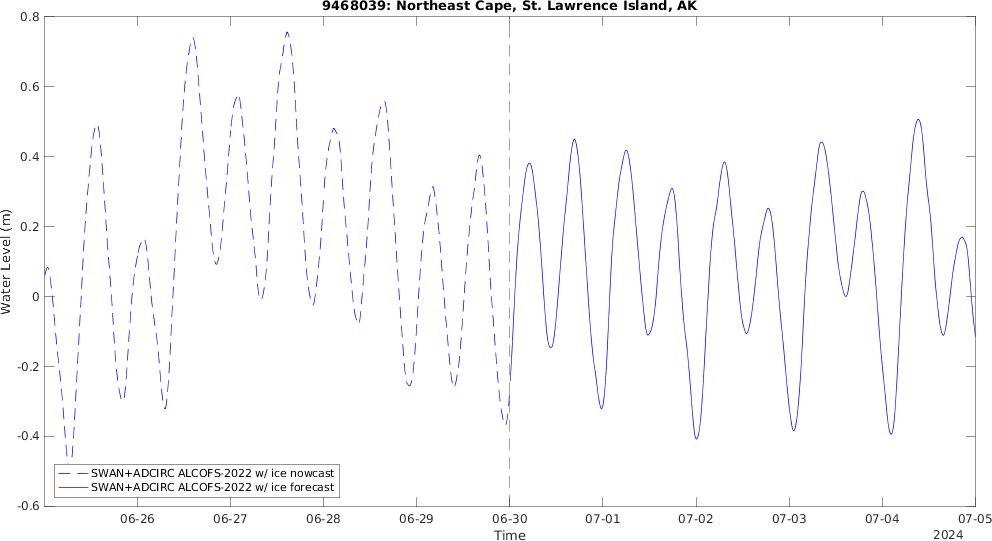 9468039: Northeast Cape, St. Lawrence Island, AK
0.8
0.6
0.4
0.2
0
-0.2
-0.4
-0.6
Water Level (m)
SWAN+ADCIRC ALCOFS-2022 w/ ice nowcast
SWAN+ADCIRC ALCOFS-2022 w/ ice forecast
06-26 06-27 06-28 06-29 06-30 07-01 07-02 07-03 07-04 07-05
Time
2024